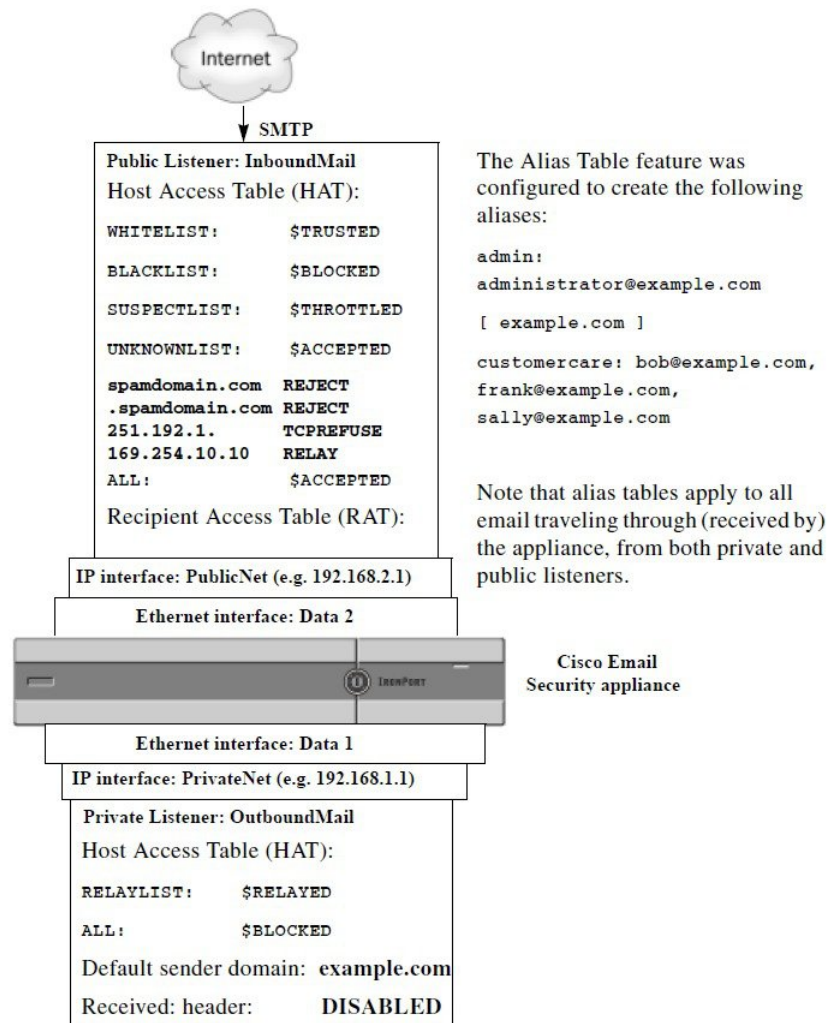 Internet
SMTP
Public Listener: InboundMail
Host Access Table (HAT):
WHITELIST: $TRUSTED
BLACKLIST: $BLOCKED
SUSPECTLIST: $THROTTLED
UNKNOWNLIST: $ACCEPTED
spamdomain.com REJECT
.spamdomain.com REJECT
251.192.1. TCPREFUSE
169.254.10.10 RELAY
ALL: $ACCEPTED
Recipient Access Table (RAT):
The Alias Table feature was
configured to create the following
aliases:
admin:
administrator@example.com
[ example.com ]
customercare: bob@example.com,
frank@example.com,
sally@example.com
Note that alias tables apply to all
email traveling through (received by)
the appliance, from both private and
public listeners.
IP interface: PublicNet (e.g. 192.168.2.1)
Ethernet interface: Data 2
IRONPORT
Cisco Email
Security appliance
Ethernet interface: Data 1
IP interface: PrivateNet (e.g. 192.168.1.1)
Private Listener: OutboundMail
Host Access Table (HAT):
RELAYLIST: $RELAYED
ALL: $BLOCKED
Default sender domain: example.com
Received: header: DISABLED